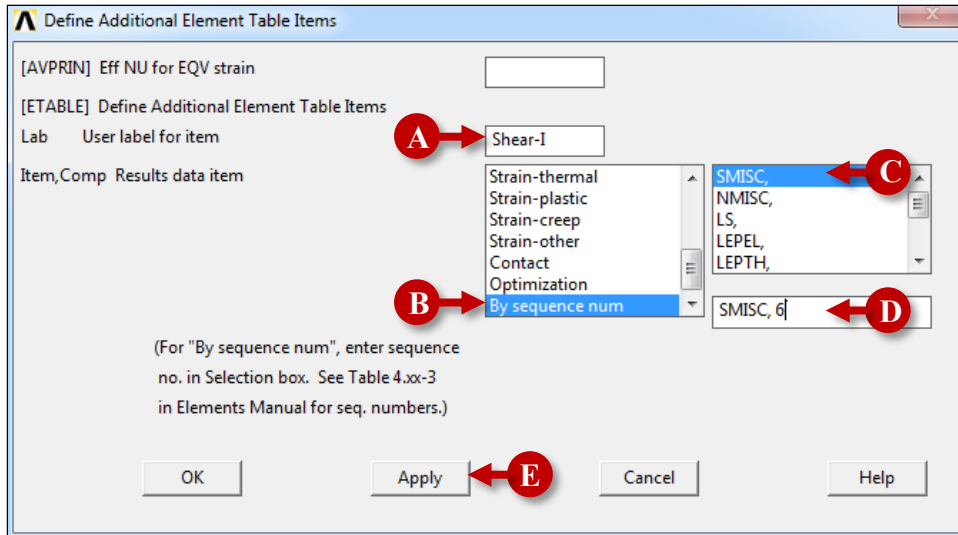 Define Additional Element Table Items
[AVPRIN] Eff NU for EQV strain
[ETABLE] Define Additional Element Table Items
Lab User label for item
A
Shear-I
Item,Comp Results data item
Strain-thermal
Strain-plastic
Strain-creep
Strain-other
Contact
Optimization
By sequence num
B
SMISC,
NMISC,
LS,
LEPEL,
LEPTH,
C
SMISC, 6
D
(For "By sequence num", enter sequence
no. in Selection box. See Table 4.xx-3
in Elements Manual for seq. numbers.)
OK
Apply
E
Cancel
Help